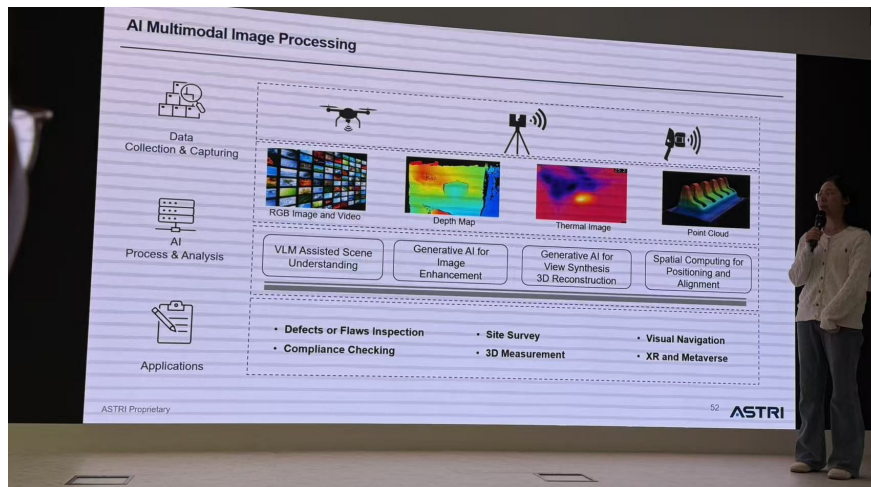 AI Multimodal Image Processing
Data
Collection & Capturing
RGB Image and Video
Depth Map
Thermal Image
Point Cloud
AI
Process & Analysis
VLM Assisted Scene
Understanding
Generative AI for
Image
Enhancement
Generative AI for
View Synthesis
3D Reconstruction
Spatial Computing for
Positioning and
Alignment
Applications
• Defects or Flaws Inspection
• Compliance Checking
• Site Survey
• 3D Measurement
• Visual Navigation
• XR and Metaverse
ASTRI Proprietary
52
ASTRI